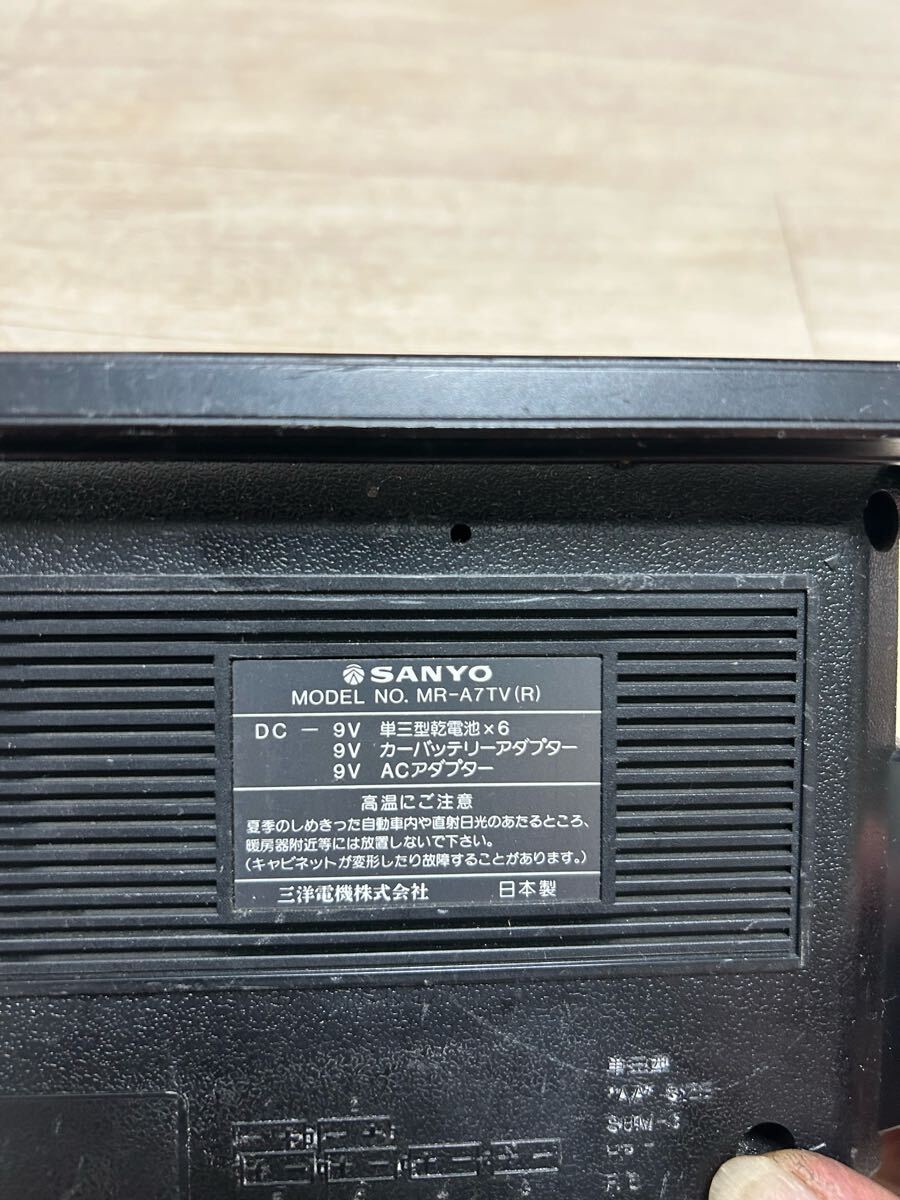 SANYO
MODEL NO. MR-A7TV(R)
DC － 9V 単三型乾電池×6
9V カーバッテリーアダプター
9V ACアダプター
高温にご注意
夏季のしめきった自動車内や直射日光のあたるところ、
暖房器附近等には放置しないで下さい。
(キャビネットが変形したり故障することがあります。)
三洋電機株式会社 日本製
単三型
2